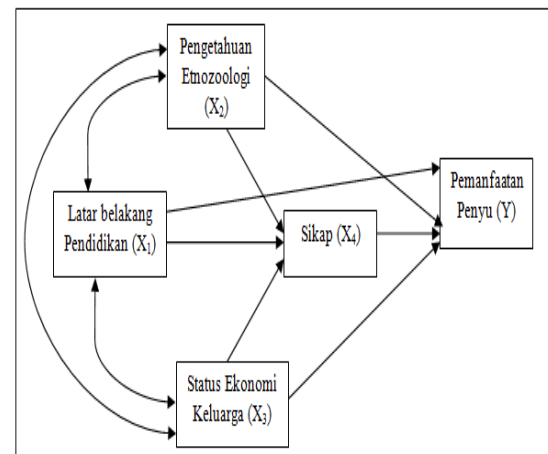 Pengetahuan
Etnozoologi
(X₂)
Latar belakang
Pendidikan (X₁)
Sikap (X₄)
Pemanfaatan
Penyu (Y)
Status Ekonomi
Keluarga (X₃)